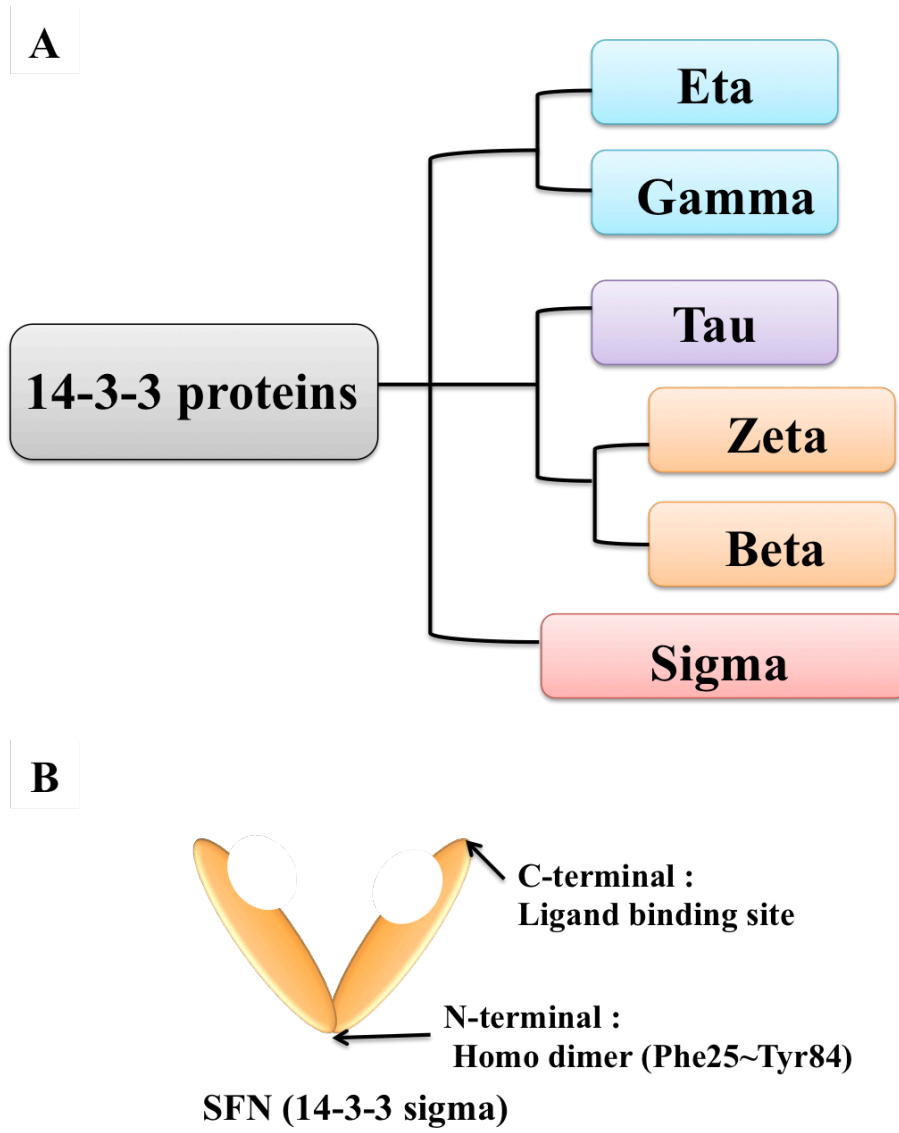 A
Eta
Gamma
Tau
14-3-3 proteins
Zeta
Beta
Sigma
B
C-terminal :
Ligand binding site
N-terminal :
Homo dimer (Phe25~Tyr84)
SFN (14-3-3 sigma)